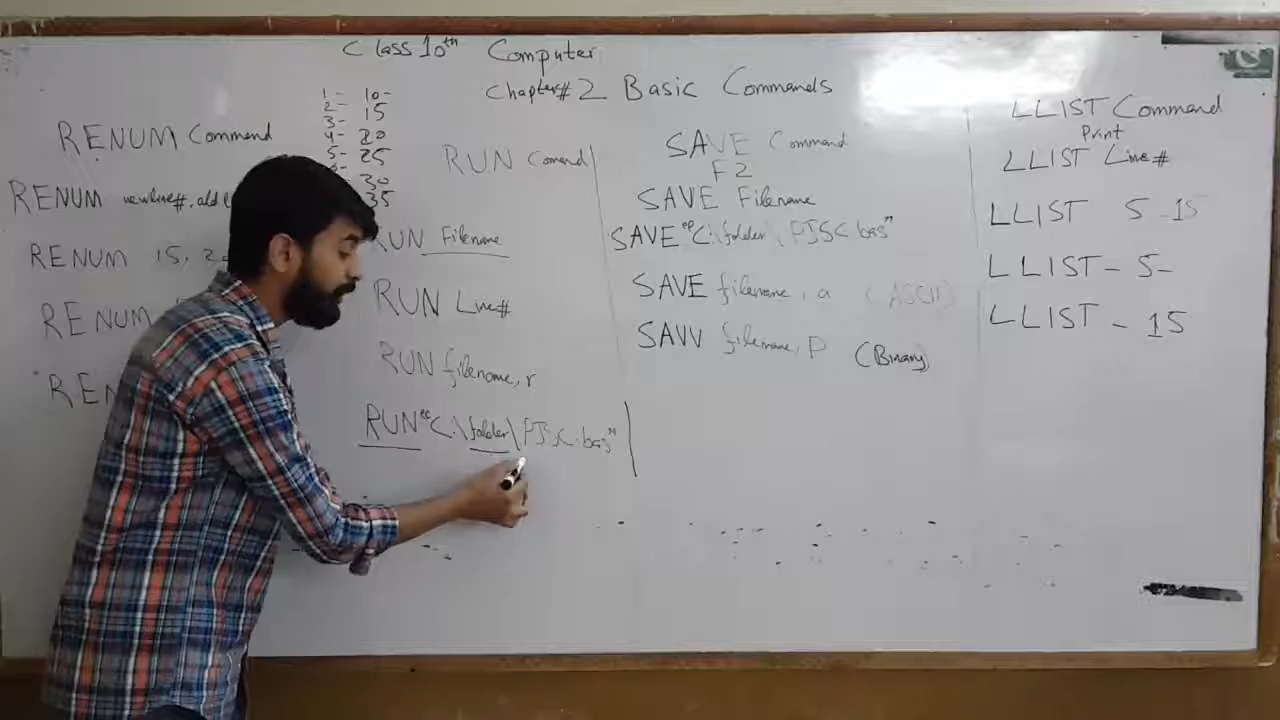 Class 10th Computer
Chapter# 2 Basic Commands
RENUM Command
RENUM newline#, old
RENUM 15, 2
RENUM
REN
1- 10-
2- 15
3-
4- 20
5- 25
30
35
RUN Comand
RUN Filename
RUN Line#
RUN filename, r
RUN "C:\folder\PJSC.bas"
SAVE Command
F2
SAVE Filename
SAVE "C:\folder\PJSC bas"
SAVE filename, a (ASCII)
SAVV filename, P (Binary)
LLIST Command
Print
LLIST Line#
LLIST 5-15
LLIST- 5-
LLIST - 15